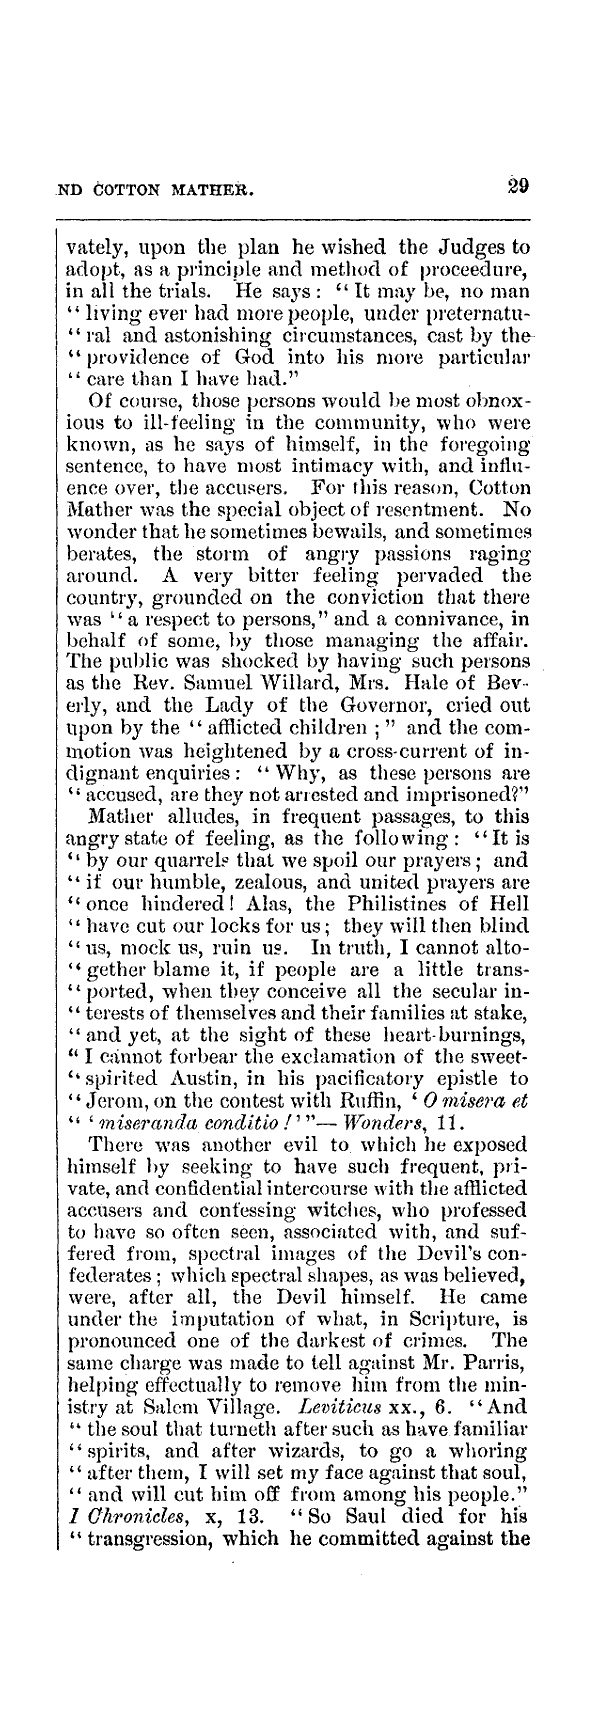 ND COTTON MATHER. 29
vately, upon the plan he wished the Judges to
adopt, as a principle and method of proceedure,
in all the trials. He says: "It may be, no man
"living ever had more people, under preternatu-
"ral and astonishing circumstances, cast by the
"providence of God into his more particular
"care than I have had."
Of course, those persons would be most obnox-
ious to ill-feeling in the community, who were
known, as he says of himself, in the foregoing
sentence, to have most intimacy with, and influ-
ence over, the accusers. For this reason, Cotton
Mather was the special object of resentment. No
wonder that he sometimes bewails, and sometimes
berates, the storm of angry passions raging
around. A very bitter feeling pervaded the
country, grounded on the conviction that there
was "a respect to persons," and a connivance, in
behalf of some, by those managing the affair.
The public was shocked by having such persons
as the Rev. Samuel Willard, Mrs. Hale of Bev-
erly, and the Lady of the Governor, cried out
upon by the "afflicted children;" and the com-
motion was heightened by a cross-current of in-
dignant enquiries: "Why, as these persons are
"accused, are they not arrested and imprisoned?"
Mather alludes, in frequent passages, to this
angry state of feeling, as the following: "It is
"by our quarrels that we spoil our prayers; and
"if our humble, zealous, and united prayers are
"once hindered! Alas, the Philistines of Hell
"have cut our locks for us; they will then blind
"us, mock us, ruin us. In truth, I cannot alto-
"gether blame it, if people are a little trans-
"ported, when they conceive all the secular in-
"terests of themselves and their families at stake,
"and yet, at the sight of these heart-burnings,
"I cannot forbear the exclamation of the sweet-
"spirited Austin, in his pacificatory epistle to
"Jerom, on the contest with Ruffin, 'O misera et
"'miseranda conditio!'"—Wonders, 11.
There was another evil to which he exposed
himself by seeking to have such frequent, pri-
vate, and confidential intercourse with the afflicted
accusers and confessing witches, who professed
to have so often seen, associated with, and suf-
fered from, spectral images of the Devil's con-
federates; which spectral shapes, as was believed,
were, after all, the Devil himself. He came
under the imputation of what, in Scripture, is
pronounced one of the darkest of crimes. The
same charge was made to tell against Mr. Parris,
helping effectually to remove him from the min-
istry at Salem Village. Leviticus xx., 6. "And
"the soul that turneth after such as have familiar
"spirits, and after wizards, to go a whoring
"after them, I will set my face against that soul,
"and will cut him off from among his people."
1 Chronicles, x, 13. "So Saul died for his
"transgression, which he committed against the